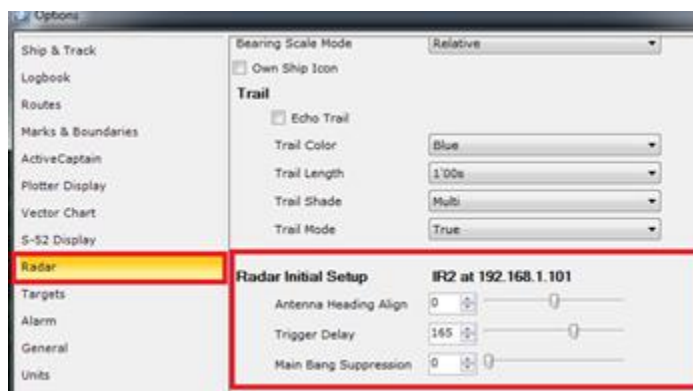 Options
Ship & Track
Logbook
Routes
Marks & Boundaries
ActiveCaptain
Plotter Display
Vector Chart
S-52 Display
Radar
Targets
Alarm
General
Units
Bearing Scale Mode Relative
Own Ship Icon
Trail
Echo Trail
Trail Color Blue
Trail Length 1'00s
Trail Shade Multi
Trail Mode True
Radar Initial Setup IR2 at 192.168.1.101
Antenna Heading Align 0
Trigger Delay 165
Main Bang Suppression 0